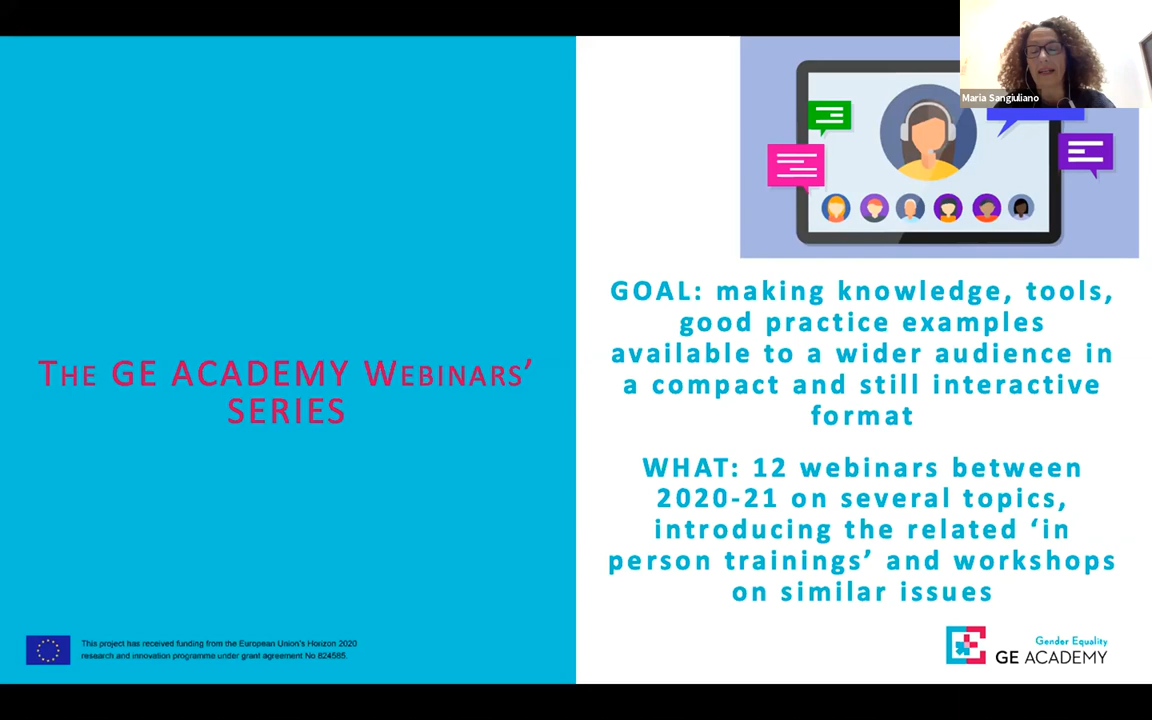 Maria Sangiuliano
THE GE ACADEMY WEBINARS’
SERIES
GOAL: making knowledge, tools,
good practice examples
available to a wider audience in
a compact and still interactive
format
WHAT: 12 webinars between
2020-21 on several topics,
introducing the related ‘in
person trainings’ and workshops
on similar issues
This project has received funding from the European Union's Horizon 2020
research and innovation programme under grant agreement No 824585.
Gender Equality
GE ACADEMY